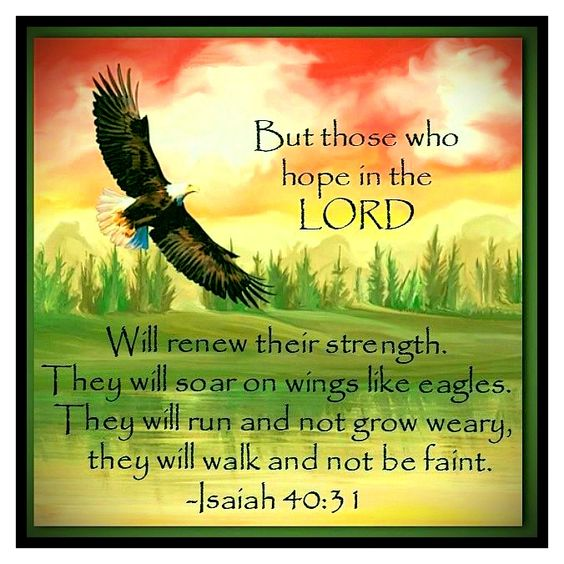 But those who
hope in the
LORD
Will renew their strength.
They will soar on wings like eagles.
They will run and not grow weary,
they will walk and not be faint.
-Isaiah 40:31